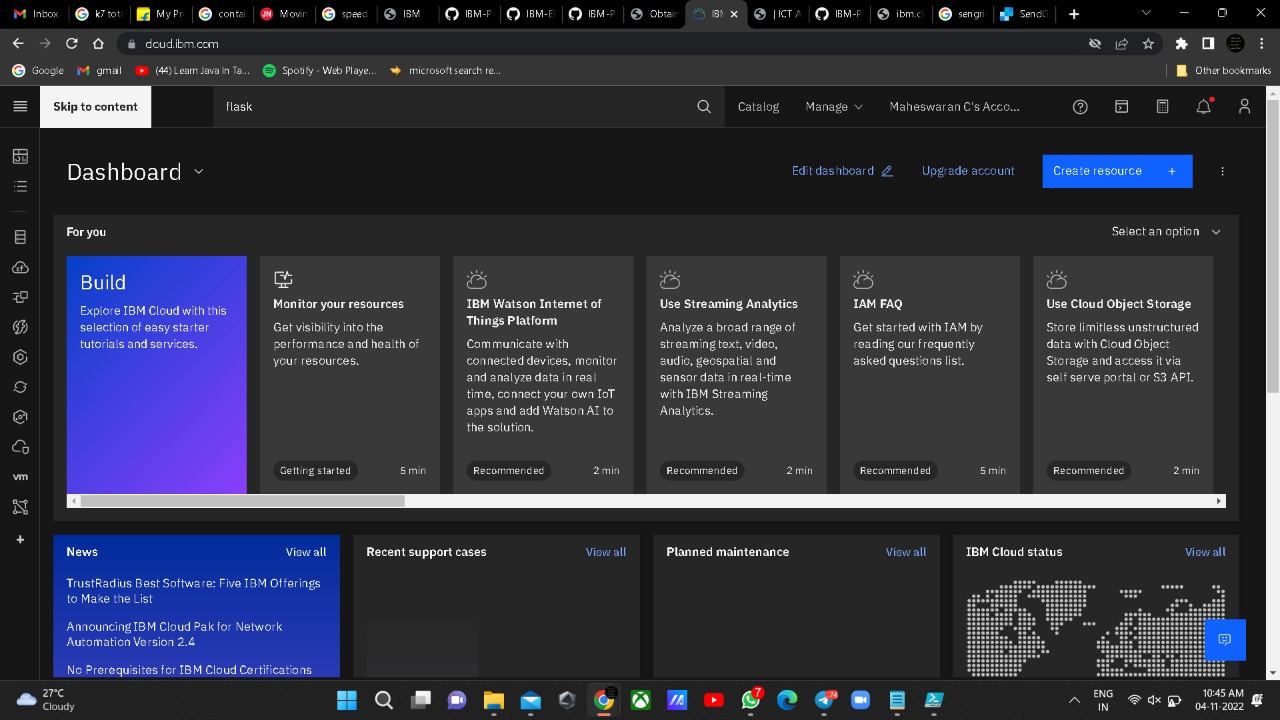 Inbox
k7 tota
My Pr
contai
Movin
speed
IBM
IBM-P
IBM-E
IBM-P
Obtain
IBM
| ICT A
IBM-P
ibm.c
sengri
SendG
cloud.ibm.com
Google
gmail
(44) Learn Java In Ta...
Spotify - Web Playe...
microsoft search re...
Other bookmarks
Skip to content
flask
Catalog
Manage
Maheswaran C's Acco...
Dashboard
Edit dashboard
Upgrade account
Create resource +
For you
Select an option
Build
Explore IBM Cloud with this
selection of easy starter
tutorials and services.
Monitor your resources
Get visibility into the
performance and health of
your resources.
Getting started
5 min
IBM Watson Internet of
Things Platform
Communicate with
connected devices, monitor
and analyze data in real
time, connect your own IoT
apps and add Watson AI to
the solution.
Recommended
2 min
Use Streaming Analytics
Analyze a broad range of
streaming text, video,
audio, geospatial and
sensor data in real-time
with IBM Streaming
Analytics.
Recommended
2 min
IAM FAQ
Get started with IAM by
reading our frequently
asked questions list.
Recommended
5 min
Use Cloud Object Storage
Store limitless unstructured
data with Cloud Object
Storage and access it via
self serve portal or S3 API.
Recommended
2 min
vm
News
View all
TrustRadius Best Software: Five IBM Offerings
to Make the List
Announcing IBM Cloud Pak for Network
Automation Version 2.4
No Prerequisites for IBM Cloud Certifications
Recent support cases
View all
Planned maintenance
View all
IBM Cloud status
View all
27°C
Cloudy
7
74
ENG
IN
10:45 AM
04-11-2022